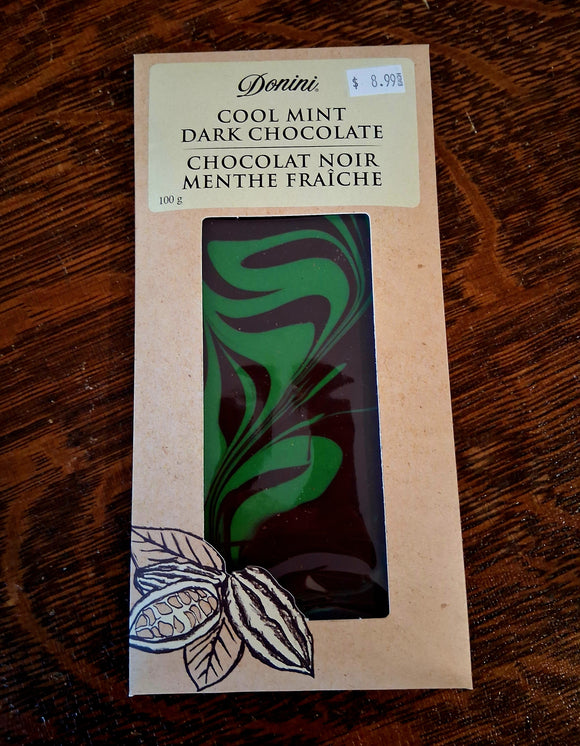 Donini
$ 8.99
COOL MINT
DARK CHOCOLATE
CHOCOLAT NOIR
MENTHE FRAÎCHE
100 g